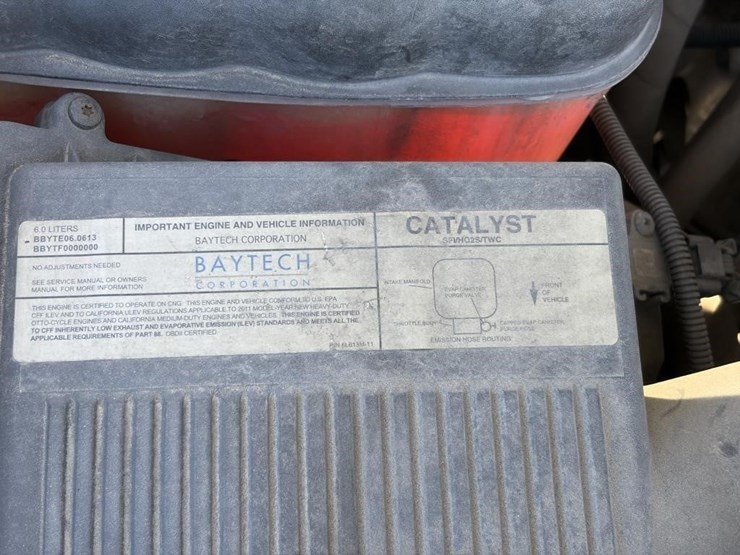 6.0 LITERS
BBYTE06.0613
BBYTF0000000
IMPORTANT ENGINE AND VEHICLE INFORMATION
BAYTECH CORPORATION
CATALYST
SFI/HO2S/TWC
NO ADJUSTMENTS NEEDED
SEE SERVICE MANUAL OR OWNERS
MANUAL FOR MORE INFORMATION
BAYTECH
CORPORATION
THIS ENGINE IS CERTIFIED TO OPERATE ON CNG. THIS ENGINE AND VEHICLE CONFORM TO U.S. EPA
CFF ILEV AND TO CALIFORNIA ULEV REGULATIONS APPLICABLE TO 2011 MODEL YEAR NEW HEAVY-DUTY
OTTO-CYCLE ENGINES AND CALIFORNIA MEDIUM-DUTY ENGINES AND VEHICLES. THIS ENGINE IS CERTIFIED
TO CFF INHERENTLY LOW EXHAUST AND EVAPORATIVE EMISSION (ILEV) STANDARDS AND MEETS ALL THE
APPLICABLE REQUIREMENTS OF PART 88. OBDII CERTIFIED.
INTAKE MANIFOLD
PURGE VALVE
FRONT
OF
VEHICLE
THROTTLE BODY
EMISSION HOSE ROUTING